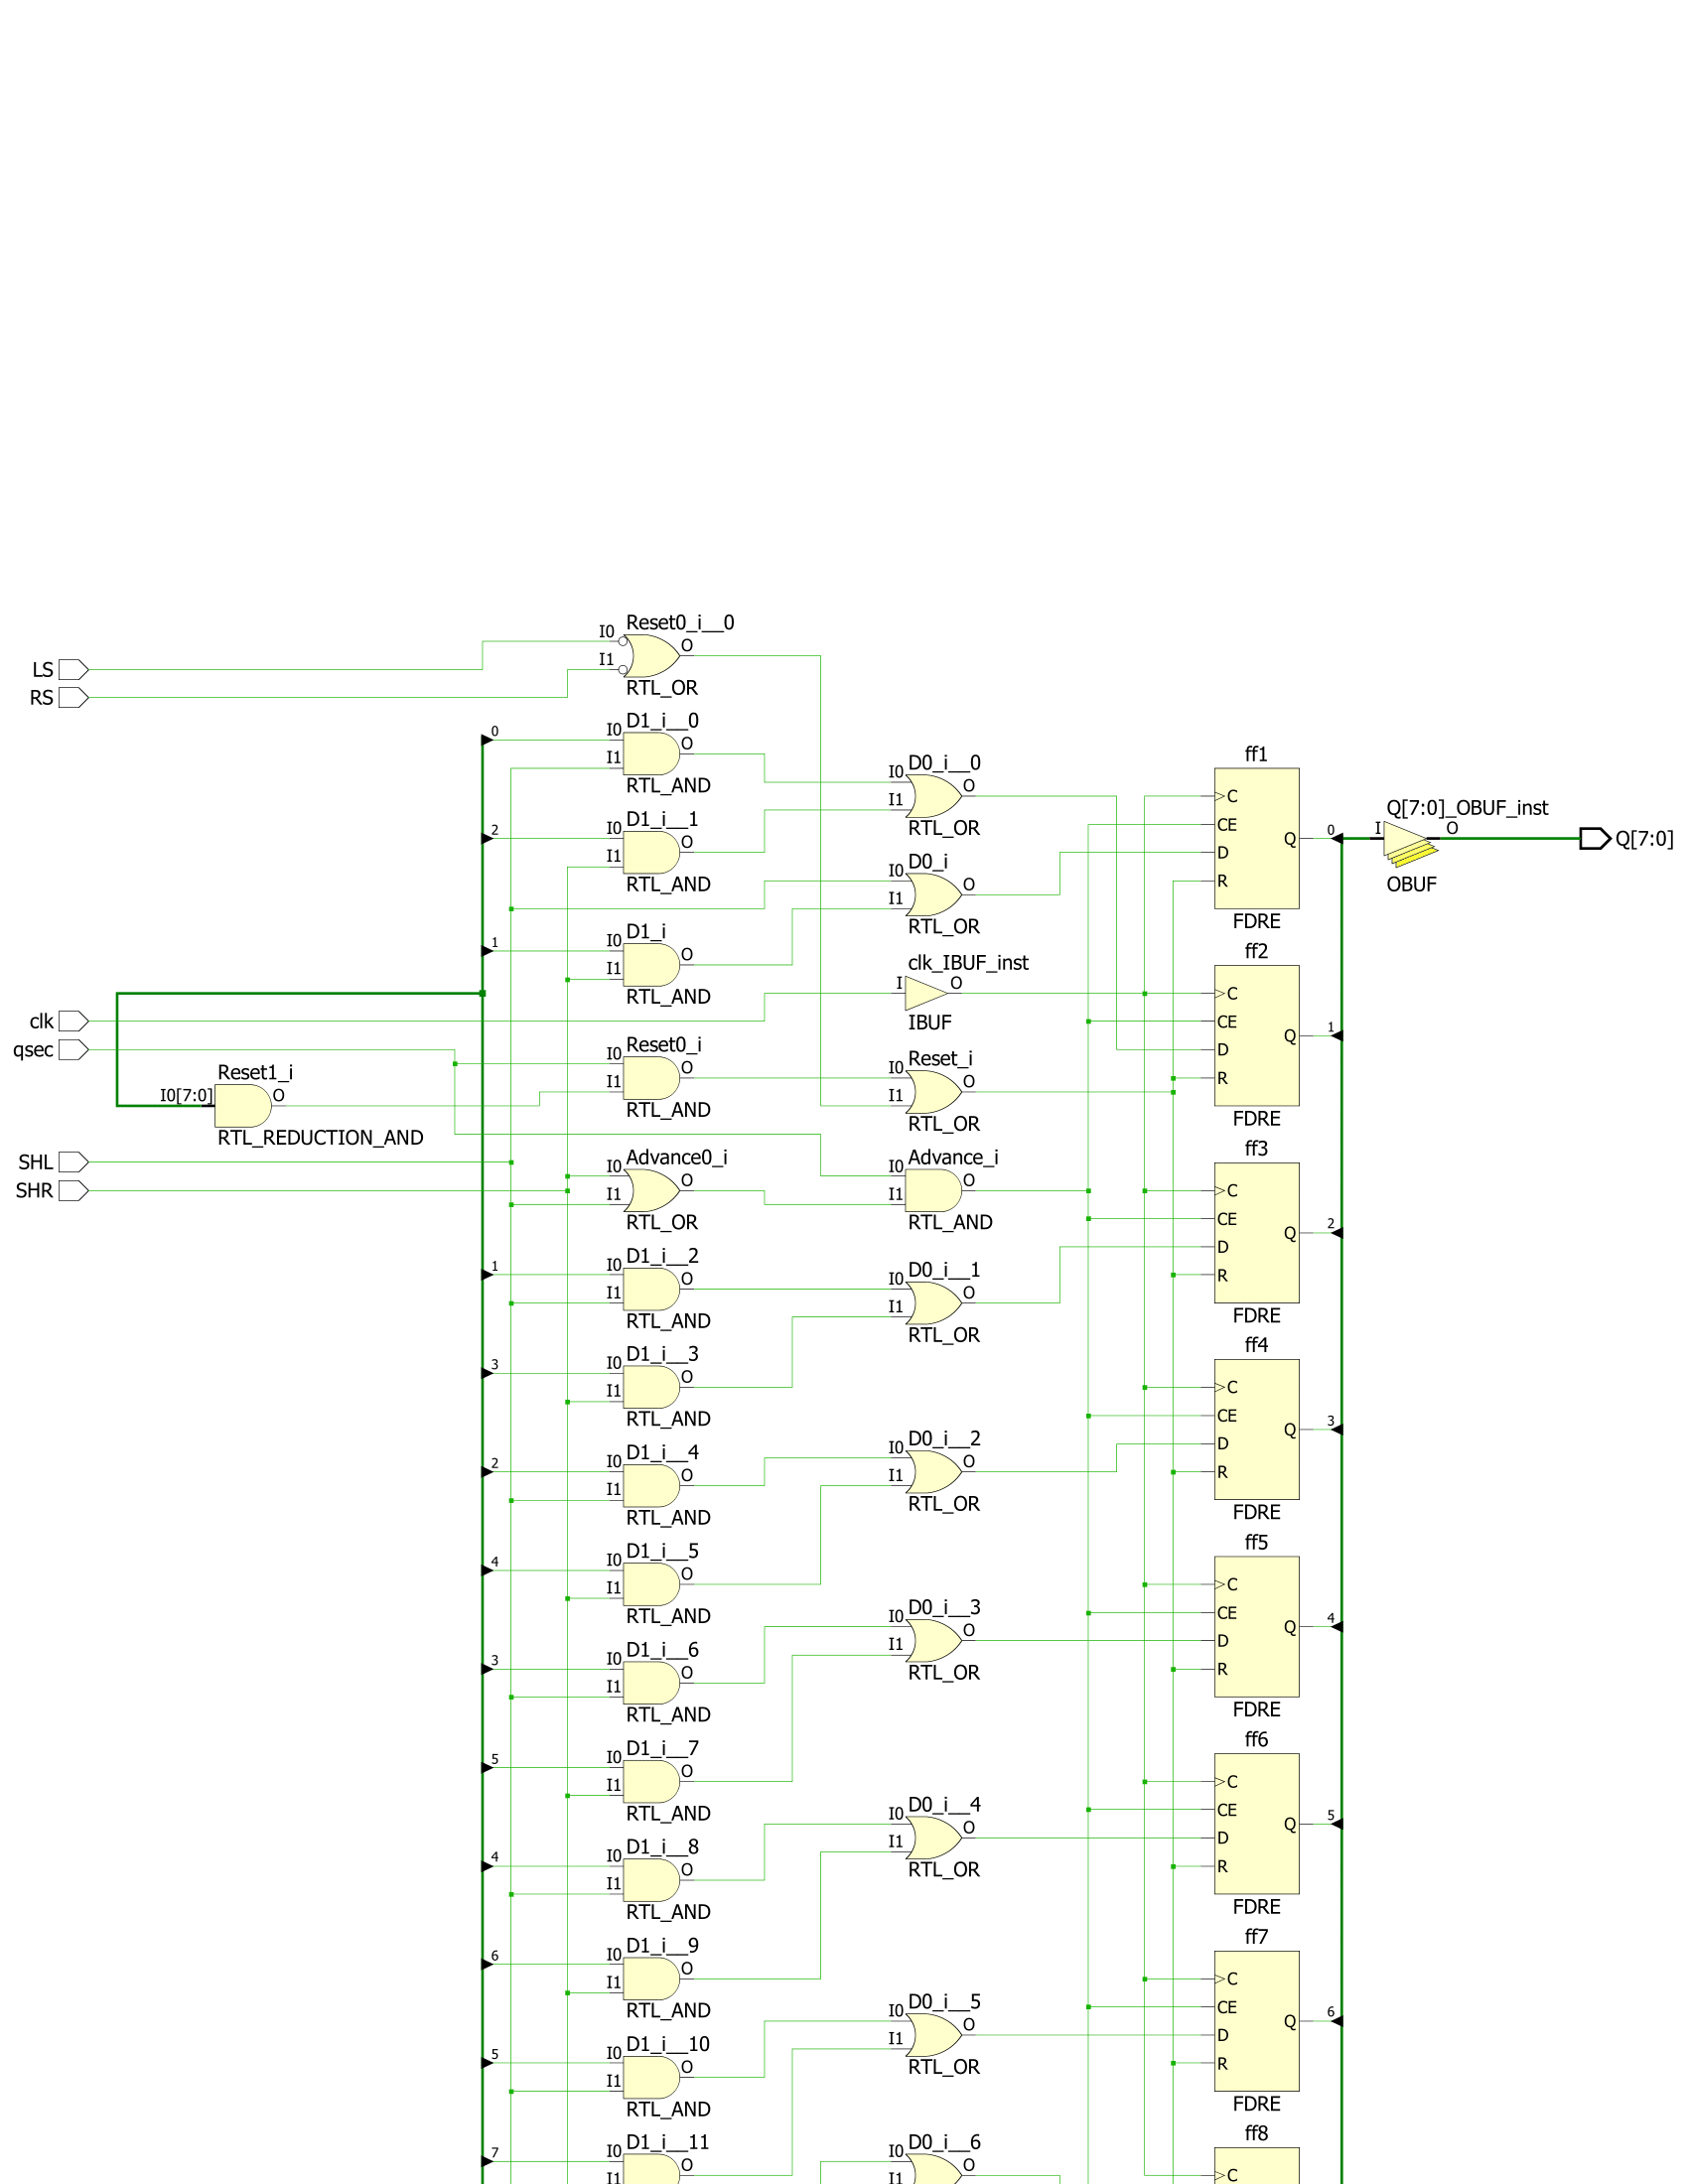 Reset0_i__0
I0
O
I1
LS
RS
RTL_OR
D1_i__0
0
I0
O
I1
RTL_AND
D1_i__1
2
I0
O
I1
RTL_AND
D1_i
1
I0
O
I1
RTL_AND
D0_i__0
I0
O
I1
RTL_OR
D0_i
I0
O
I1
RTL_OR
clk_IBUF_inst
I
O
IBUF
clk
qsec
Reset1_i
I0[7:0]
O
RTL_REDUCTION_AND
SHL
SHR
Reset0_i
I0
O
I1
RTL_AND
Reset_i
I0
O
I1
RTL_OR
Advance0_i
I0
O
I1
RTL_OR
Advance_i
I0
O
I1
RTL_AND
D1_i__2
1
I0
O
I1
RTL_AND
D0_i__1
I0
O
I1
RTL_OR
D1_i__3
3
I0
O
I1
RTL_AND
D1_i__4
2
I0
O
I1
RTL_AND
D0_i__2
I0
O
I1
RTL_OR
D1_i__5
4
I0
O
I1
RTL_AND
D1_i__6
3
I0
O
I1
RTL_AND
D0_i__3
I0
O
I1
RTL_OR
D1_i__7
5
I0
O
I1
RTL_AND
D1_i__8
4
I0
O
I1
RTL_AND
D0_i__4
I0
O
I1
RTL_OR
D1_i__9
6
I0
O
I1
RTL_AND
D1_i__10
5
I0
O
I1
RTL_AND
D0_i__5
I0
O
I1
RTL_OR
D1_i__11
7
I0
O
I1
D0_i__6
I0
O
I1
ff1
C
CE
D
R
Q
0
FDRE
Q[7:0]_OBUF_inst
I
O
OBUF
Q[7:0]
ff2
C
CE
D
R
Q
1
FDRE
ff3
C
CE
D
R
Q
2
FDRE
ff4
C
CE
D
R
Q
3
FDRE
ff5
C
CE
D
R
Q
4
FDRE
ff6
C
CE
D
R
Q
5
FDRE
ff7
C
CE
D
R
Q
6
FDRE
ff8
C